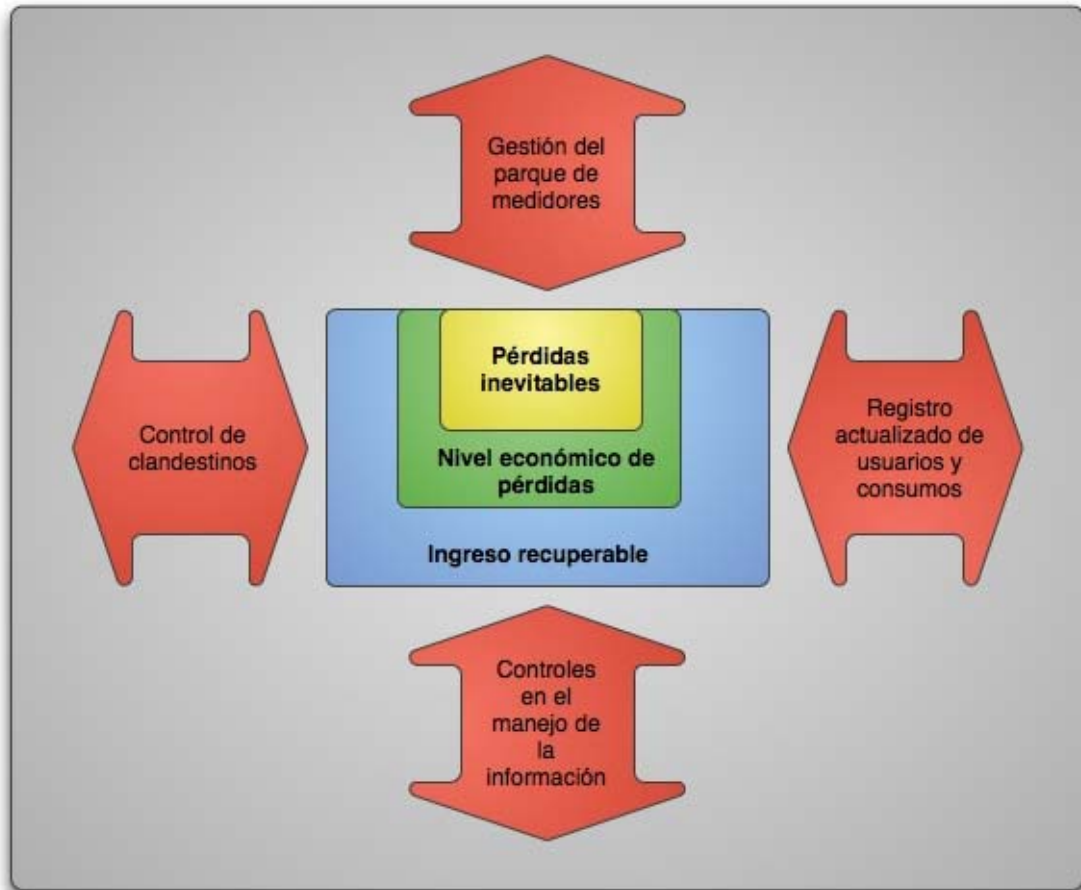 Gestión del
parque de
medidores
Pérdidas
inevitables
Nivel económico de
pérdidas
Ingreso recuperable
Control de
clandestinos
Registro
actualizado de
usuarios y
consumos
Controles
en el
manejo de
la
información